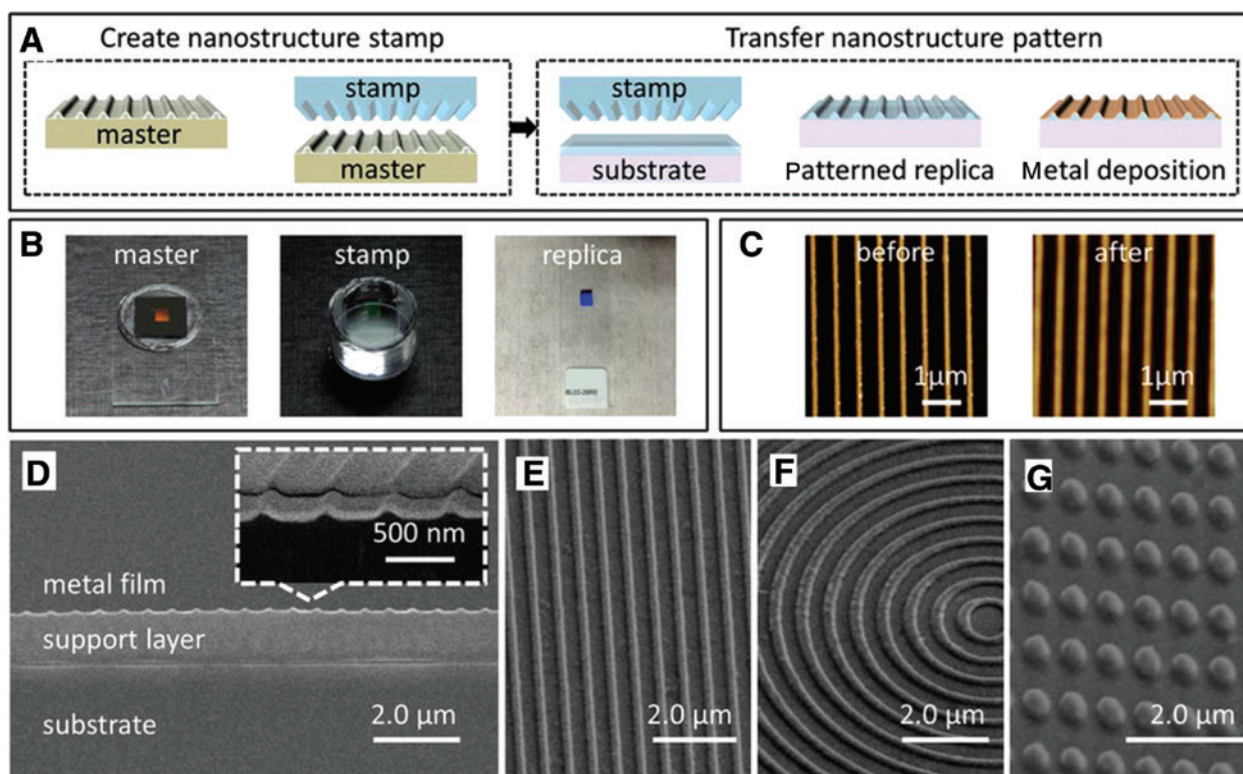 A
Create nanostructure stamp
Transfer nanostructure pattern
master
stamp
master
stamp
substrate
Patterned replica
Metal deposition
B
master
stamp
replica
C
before
1μm
after
1μm
D
500 nm
metal film
support layer
substrate
2.0 μm
E
2.0 μm
F
2.0 μm
G
2.0 μm